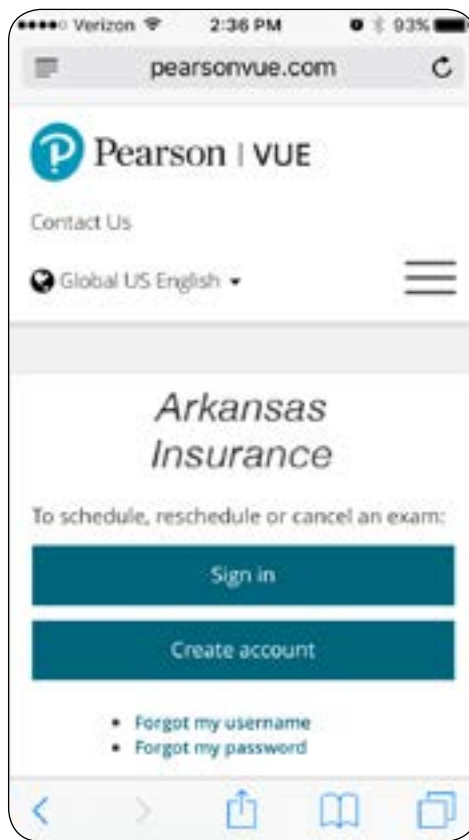 Verizon 2:36 PM 93%
pearsonvue.com
Pearson | VUE
Contact Us
Global US English
Arkansas
Insurance
To schedule, reschedule or cancel an exam:
Sign in
Create account
• Forgot my username
• Forgot my password